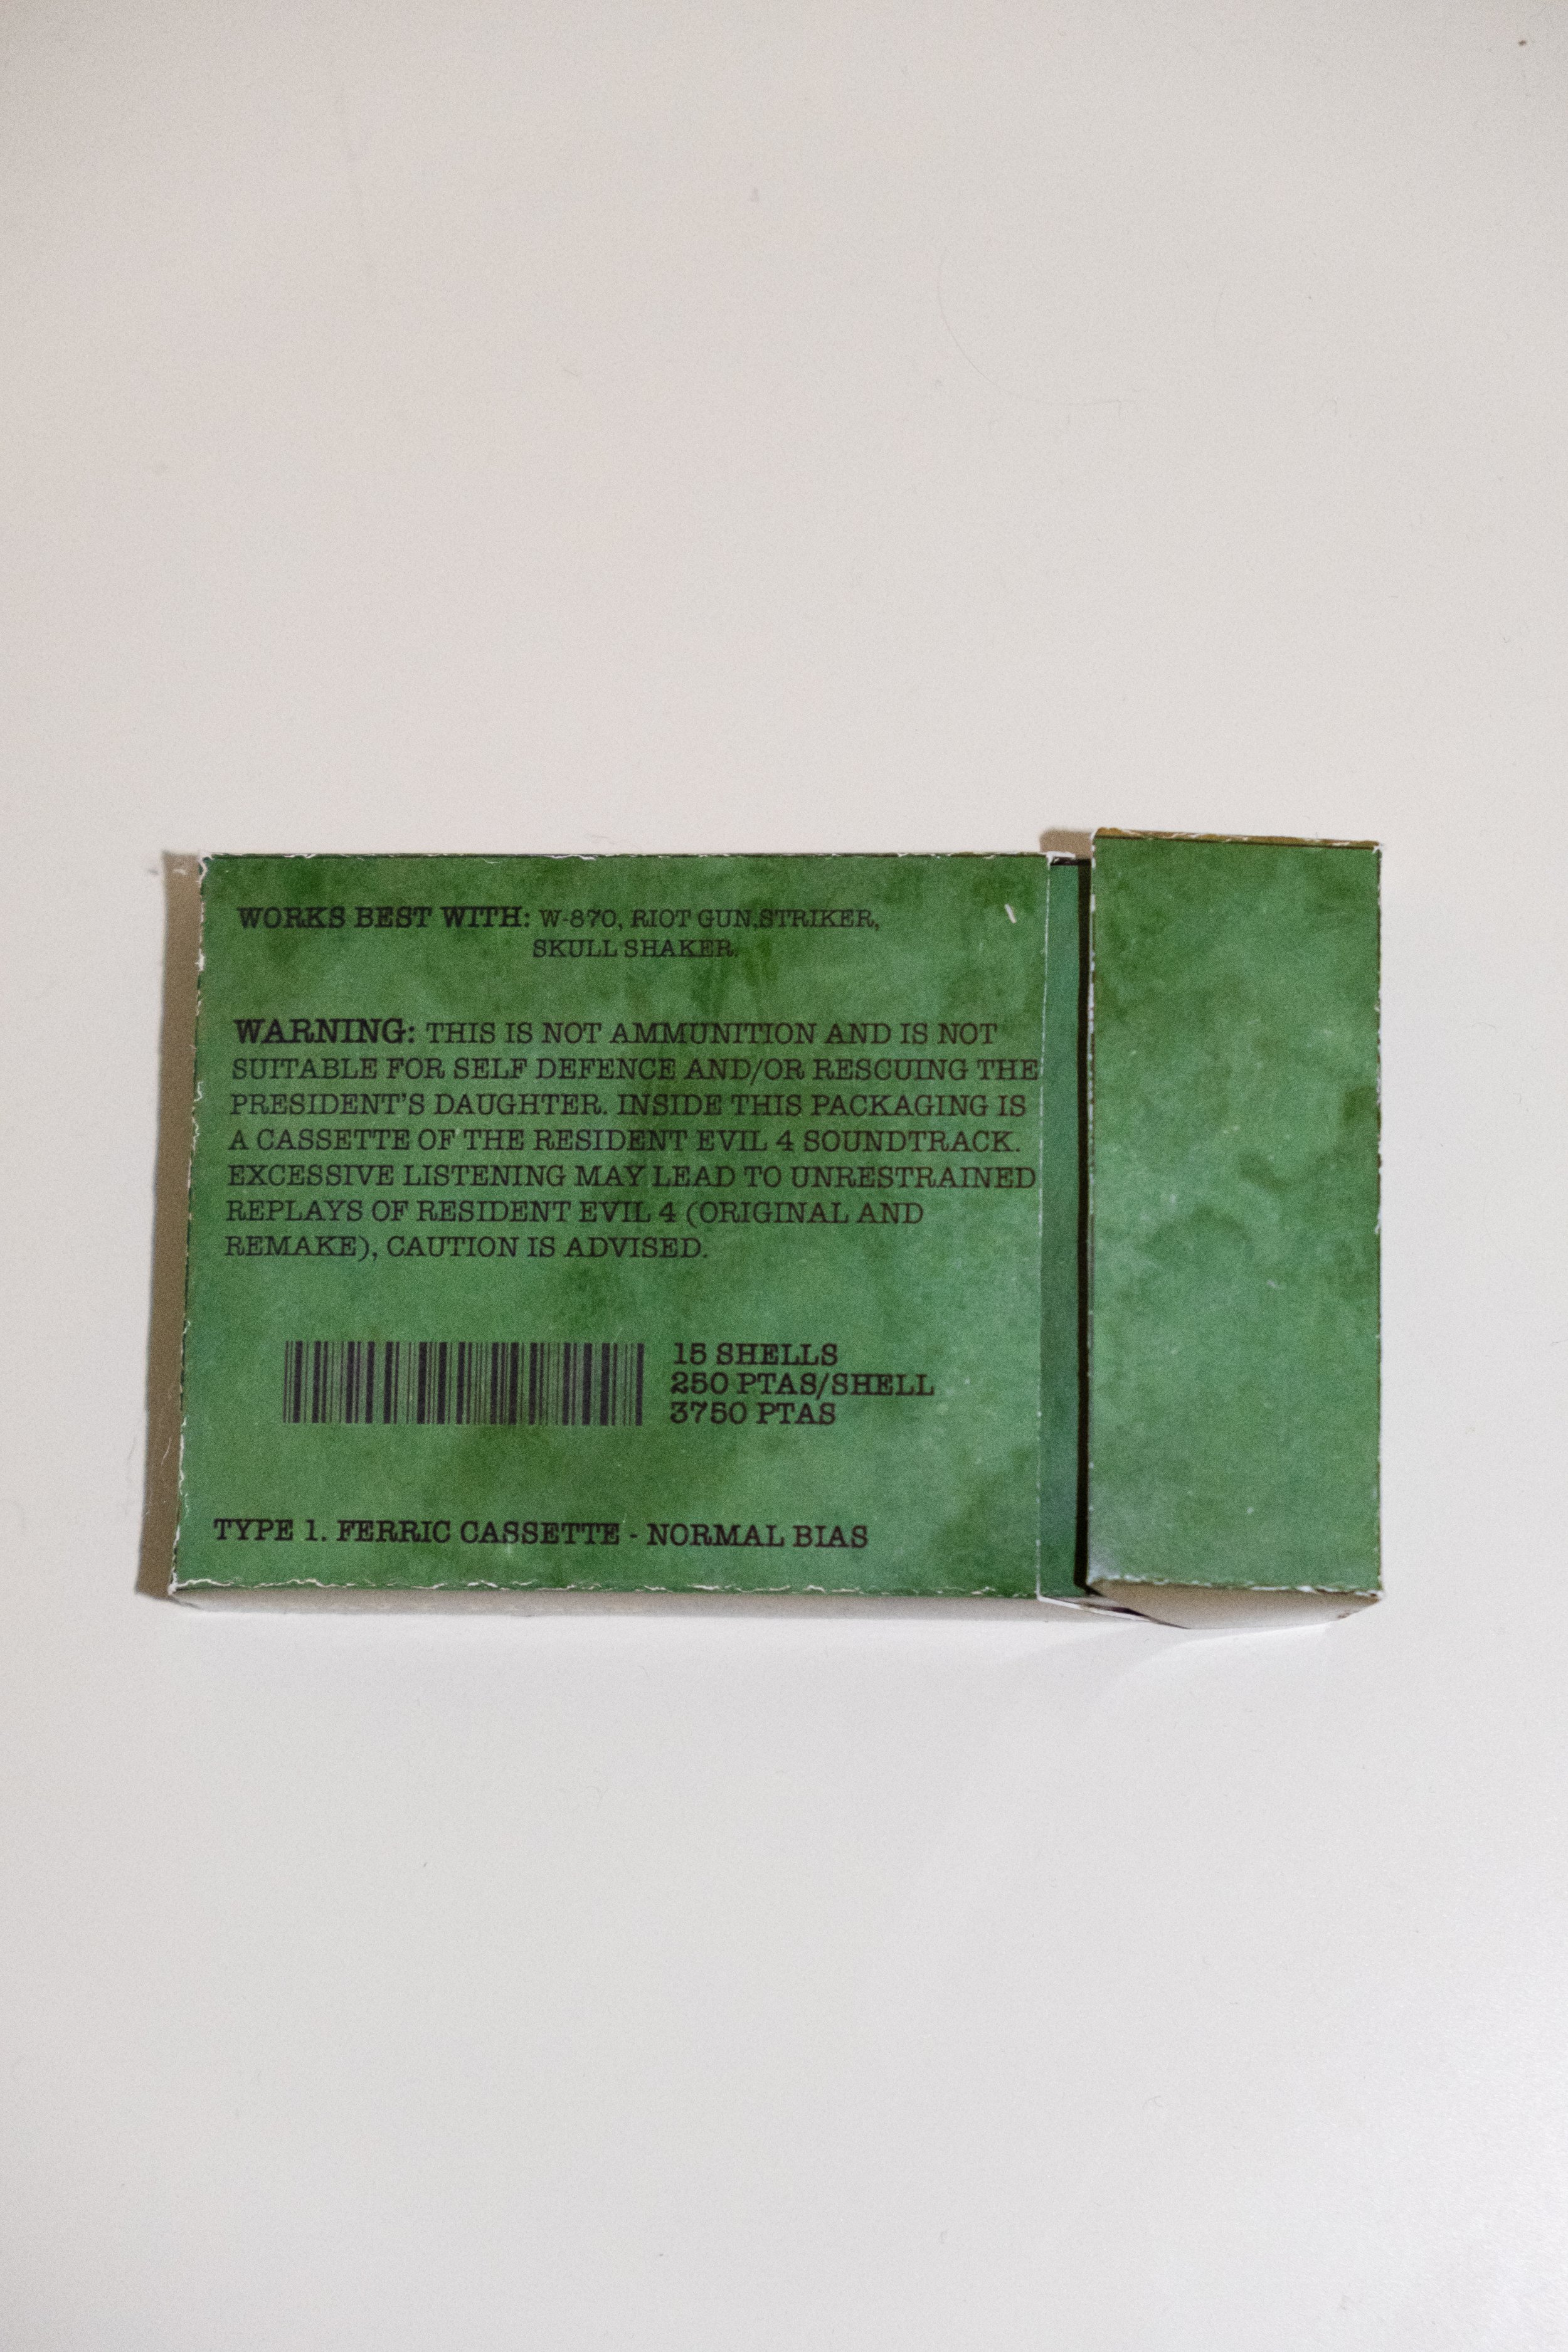 WORKS BEST WITH: W-870, RIOT GUN,STRIKER,
SKULL SHAKER.
WARNING: THIS IS NOT AMMUNITION AND IS NOT
SUITABLE FOR SELF DEFENCE AND/OR RESCUING THE
PRESIDENT'S DAUGHTER. INSIDE THIS PACKAGING IS
A CASSETTE OF THE RESIDENT EVIL 4 SOUNDTRACK.
EXCESSIVE LISTENING MAY LEAD TO UNRESTRAINED
REPLAYS OF RESIDENT EVIL 4 (ORIGINAL AND
REMAKE), CAUTION IS ADVISED.
15 SHELLS
250 PTAS/SHELL
3750 PTAS
TYPE 1. FERRIC CASSETTE - NORMAL BIAS